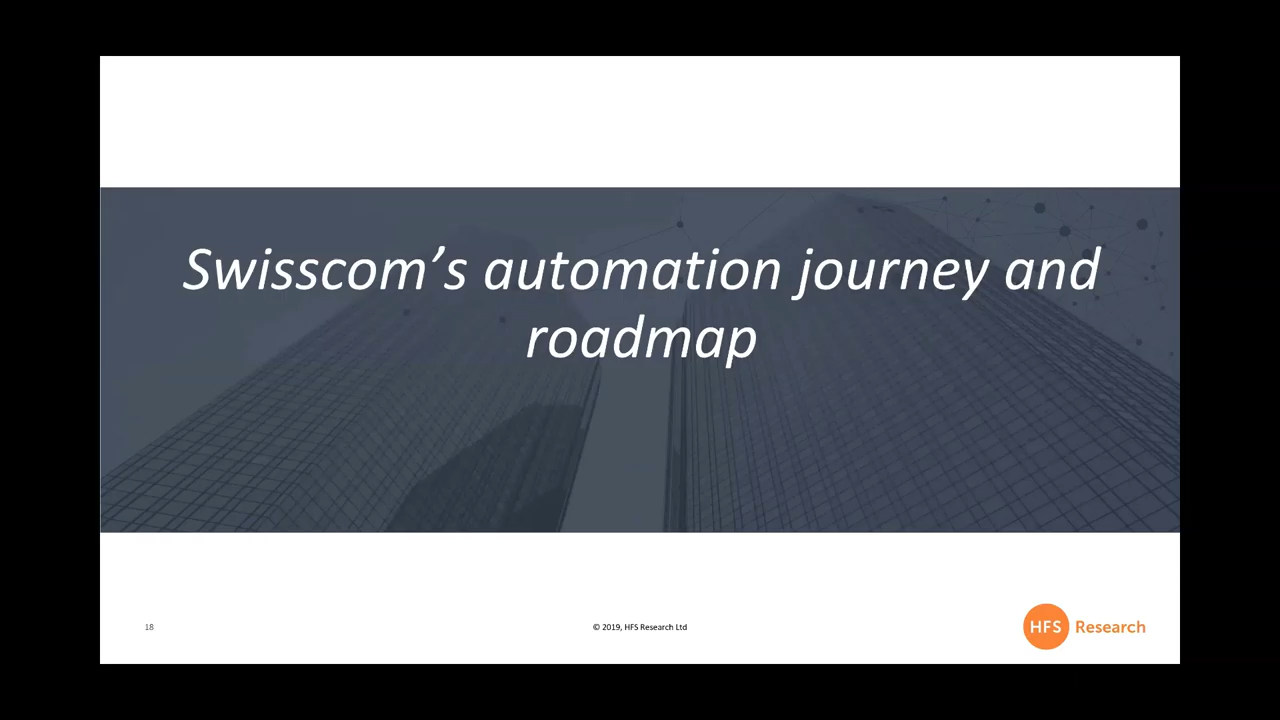 Swisscom’s automation journey and
roadmap
18
© 2019, HFS Research Ltd
HFS Research